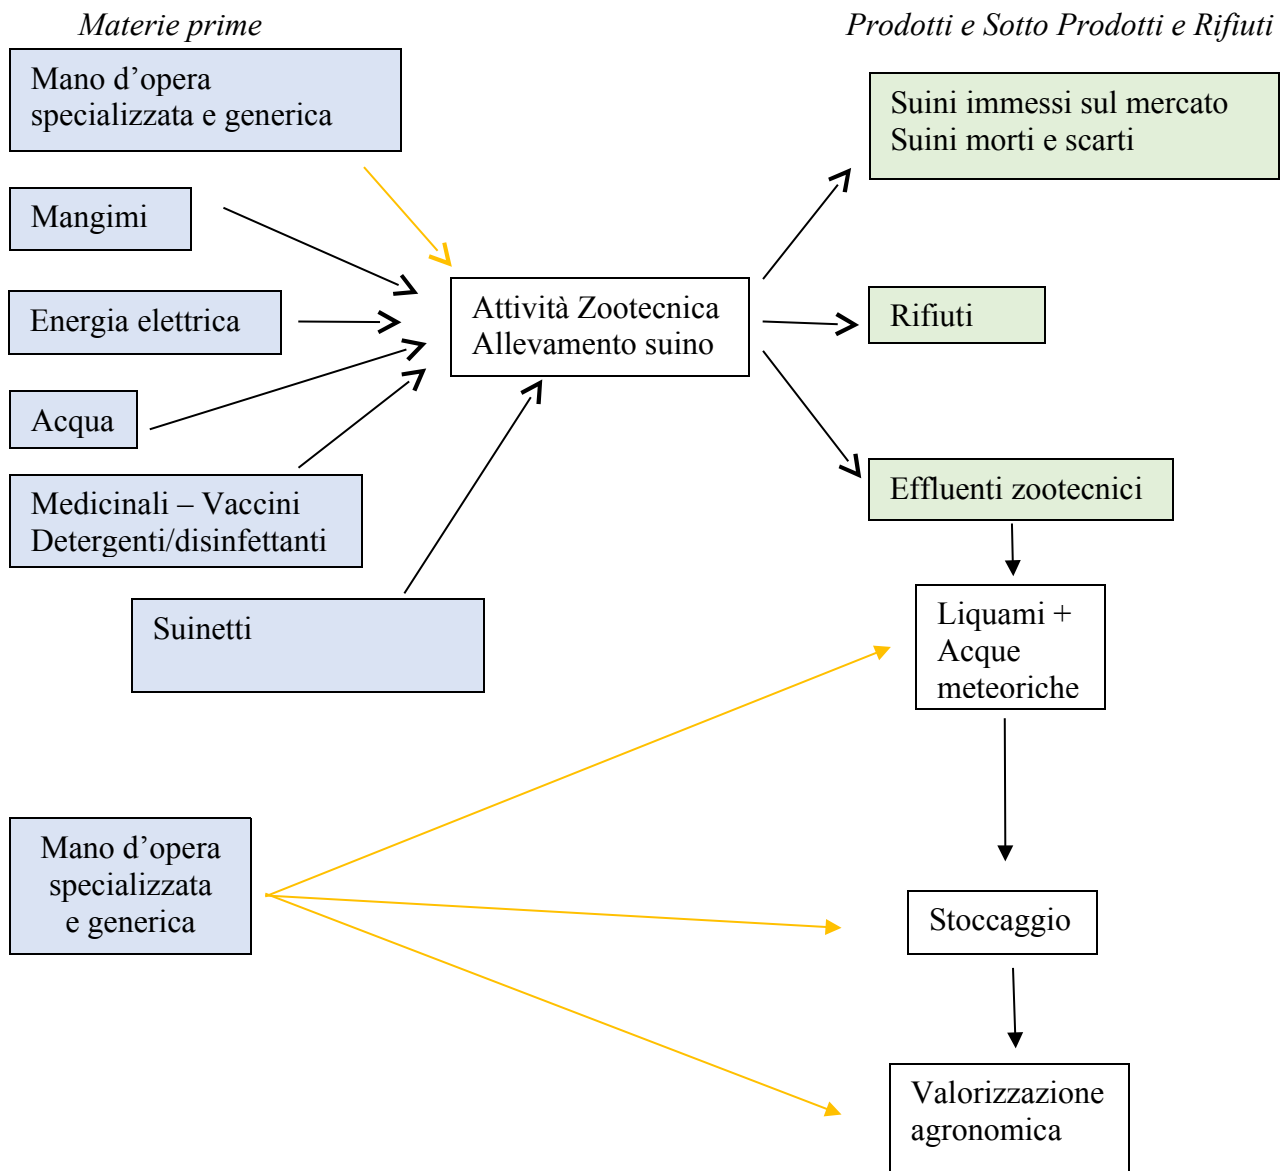 Materie prime
Prodotti e Sotto Prodotti e Rifiuti
Mano d’opera
specializzata e generica
Suini immessi sul mercato
Suini morti e scarti
Mangimi
Energia elettrica
Attività Zootecnica
Allevamento suino
Rifiuti
Acqua
Medicinali – Vaccini
Detergenti/disinfettanti
Effluenti zootecnici
Suinetti
Liquami +
Acque
meteoriche
Mano d’opera
specializzata
e generica
Stoccaggio
Valorizzazione
agronomica